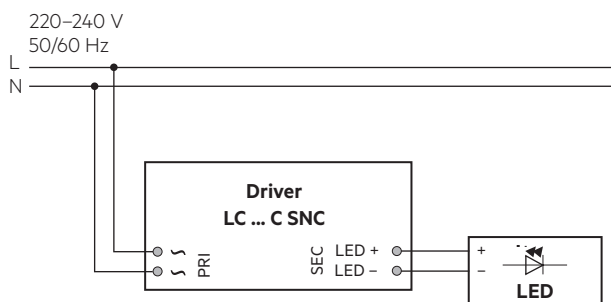 220–240 V
50/60 Hz
L
N
Driver
LC ... C SNC
~ PRI SEC LED +
~ LED –
+
–
LED